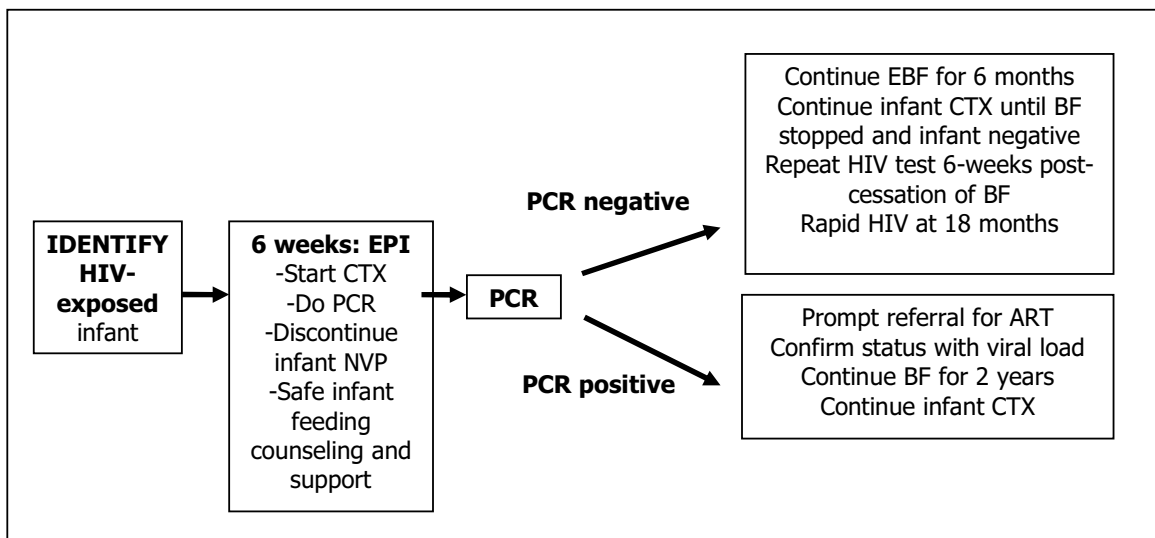 IDENTIFY
HIV-
exposed
infant
6 weeks: EPI
-Start CTX
-Do PCR
-Discontinue
infant NVP
-Safe infant
feeding
counseling and
support
PCR
PCR negative
PCR positive
Continue EBF for 6 months
Continue infant CTX until BF
stopped and infant negative
Repeat HIV test 6-weeks post-
cessation of BF
Rapid HIV at 18 months
Prompt referral for ART
Confirm status with viral load
Continue BF for 2 years
Continue infant CTX